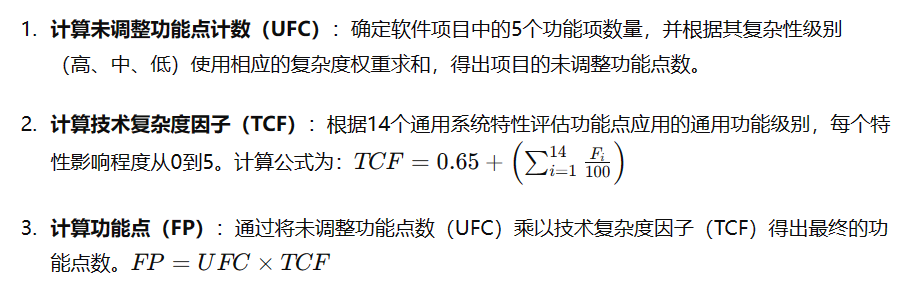 1. 计算未调整功能点计数（UFC）：确定软件项目中的5个功能项数量，并根据其复杂性级别
（高、中、低）使用相应的复杂度权重求和，得出项目的未调整功能点数。
2. 计算技术复杂度因子（TCF）：根据14个通用系统特性评估功能点应用的通用功能级别，每个特
性影响程度从0到5。计算公式为：$TCF = 0.65 + \left( \sum_{i=1}^{14} \frac{F_i}{100} \right)$
3. 计算功能点（FP）：通过将未调整功能点数（UFC）乘以技术复杂度因子（TCF）得出最终的功
能点数。$FP = UFC \times TCF$